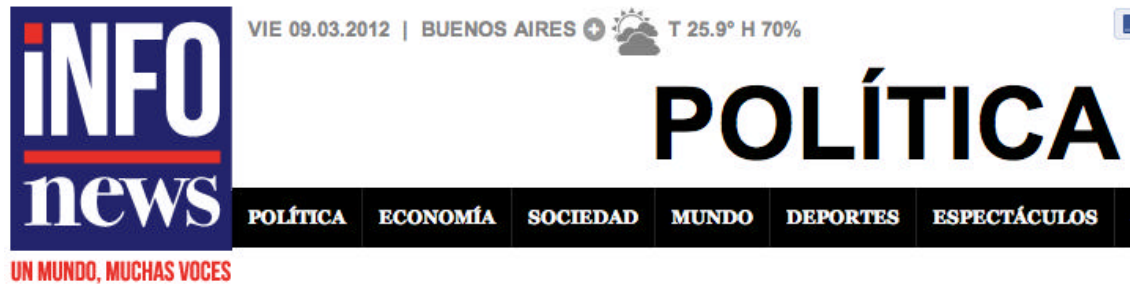 iNFO
news
UN MUNDO, MUCHAS VOCES
VIE 09.03.2012 | BUENOS AIRES T 25.9° H 70%
POLÍTICA
POLÍTICA ECONOMÍA SOCIEDAD MUNDO DEPORTES ESPECTÁCULOS